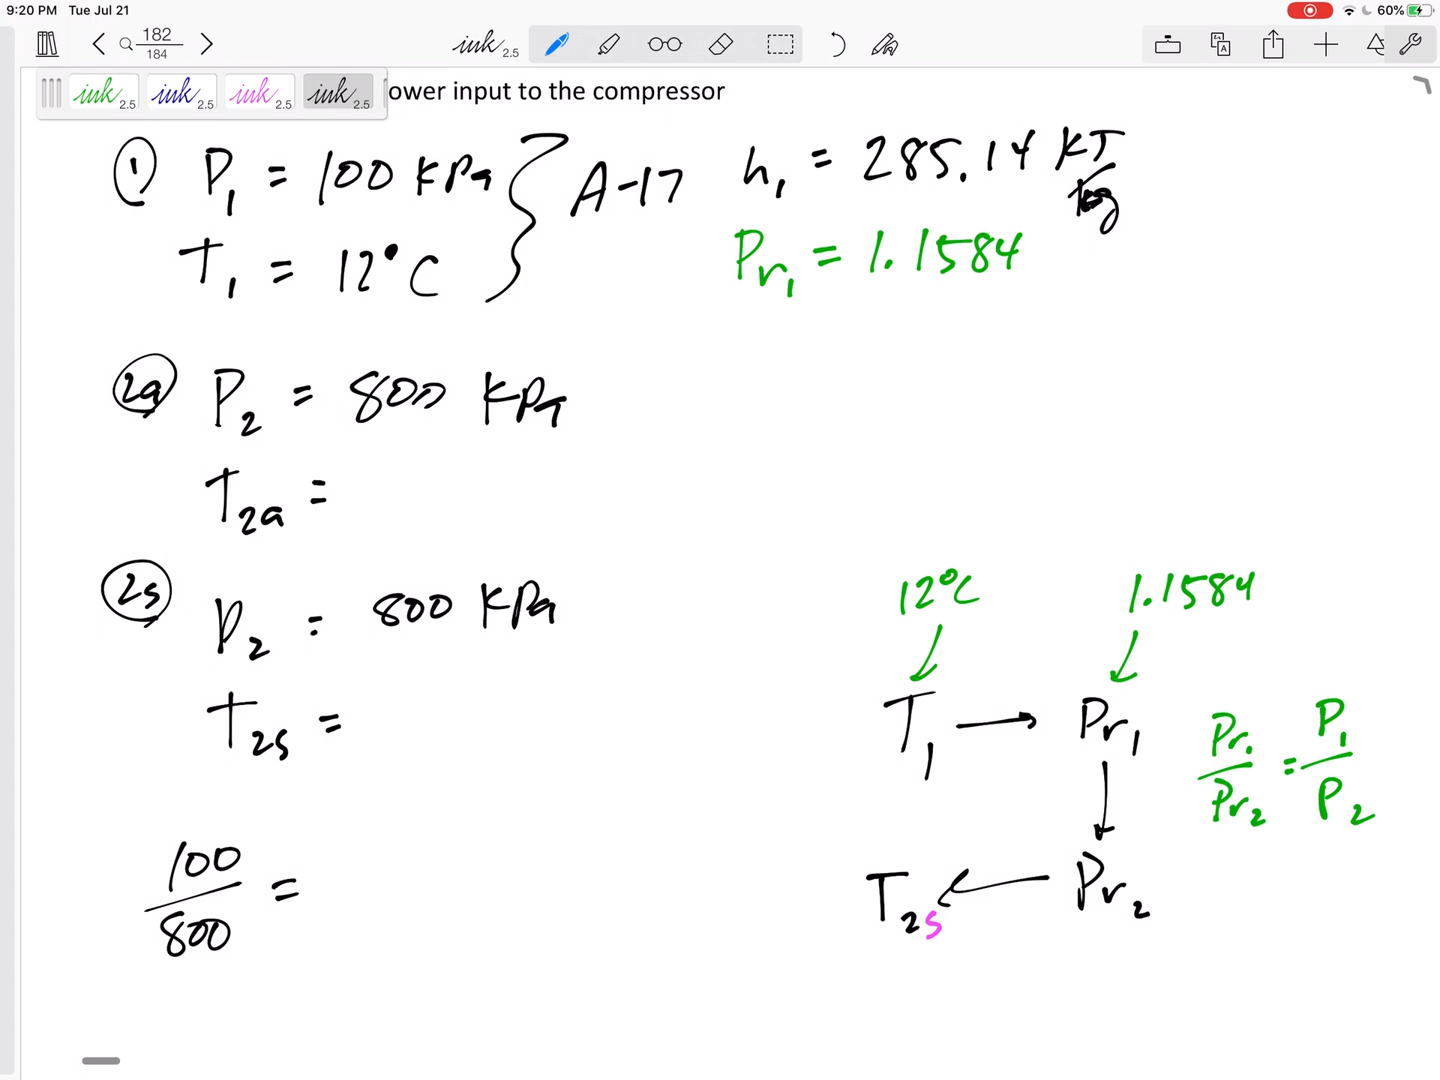 9:20 PM Tue Jul 21
60%
182
184
ink 2.5
ink 2.5 ink 2.5 ink 2.5 ink 2.5
ower input to the compressor
① P₁ = 100 KPa } A-17 h₁ = 285.14 KJ/kg
T₁ = 12°C Pr₁ = 1.1584
2a P₂ = 800 KPa
T₂a =
2s P₂ = 800 KPa
T₂s =
12°C 1.1584
T₁ → Pr₁ Pr₁/Pr₂ = P₁/P₂
T₂s ← Pr₂
100/800 =